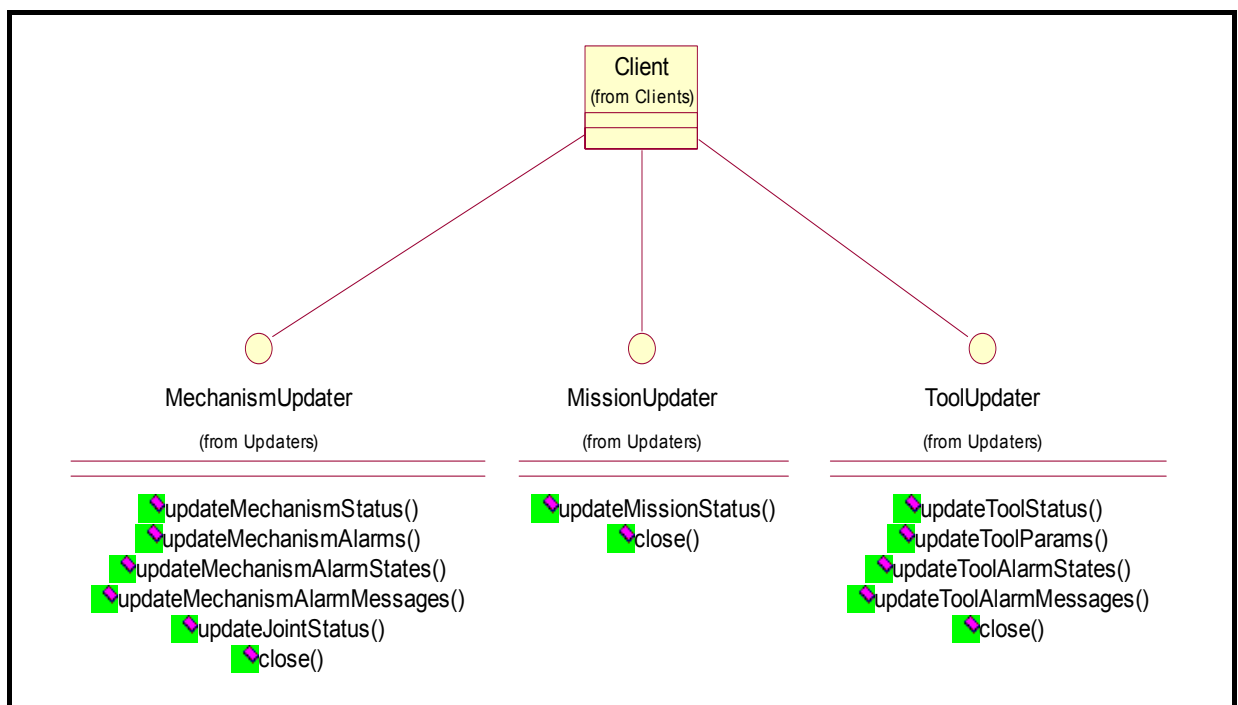 Client
(from Clients)
MechanismUpdater
(from Updaters)
updateMechanismStatus()
updateMechanismAlarms()
updateMechanismAlarmStates()
updateMechanismAlarmMessages()
updateJointStatus()
close()
MissionUpdater
(from Updaters)
updateMissionStatus()
close()
ToolUpdater
(from Updaters)
updateToolStatus()
updateToolParams()
updateToolAlarmStates()
updateToolAlarmMessages()
close()